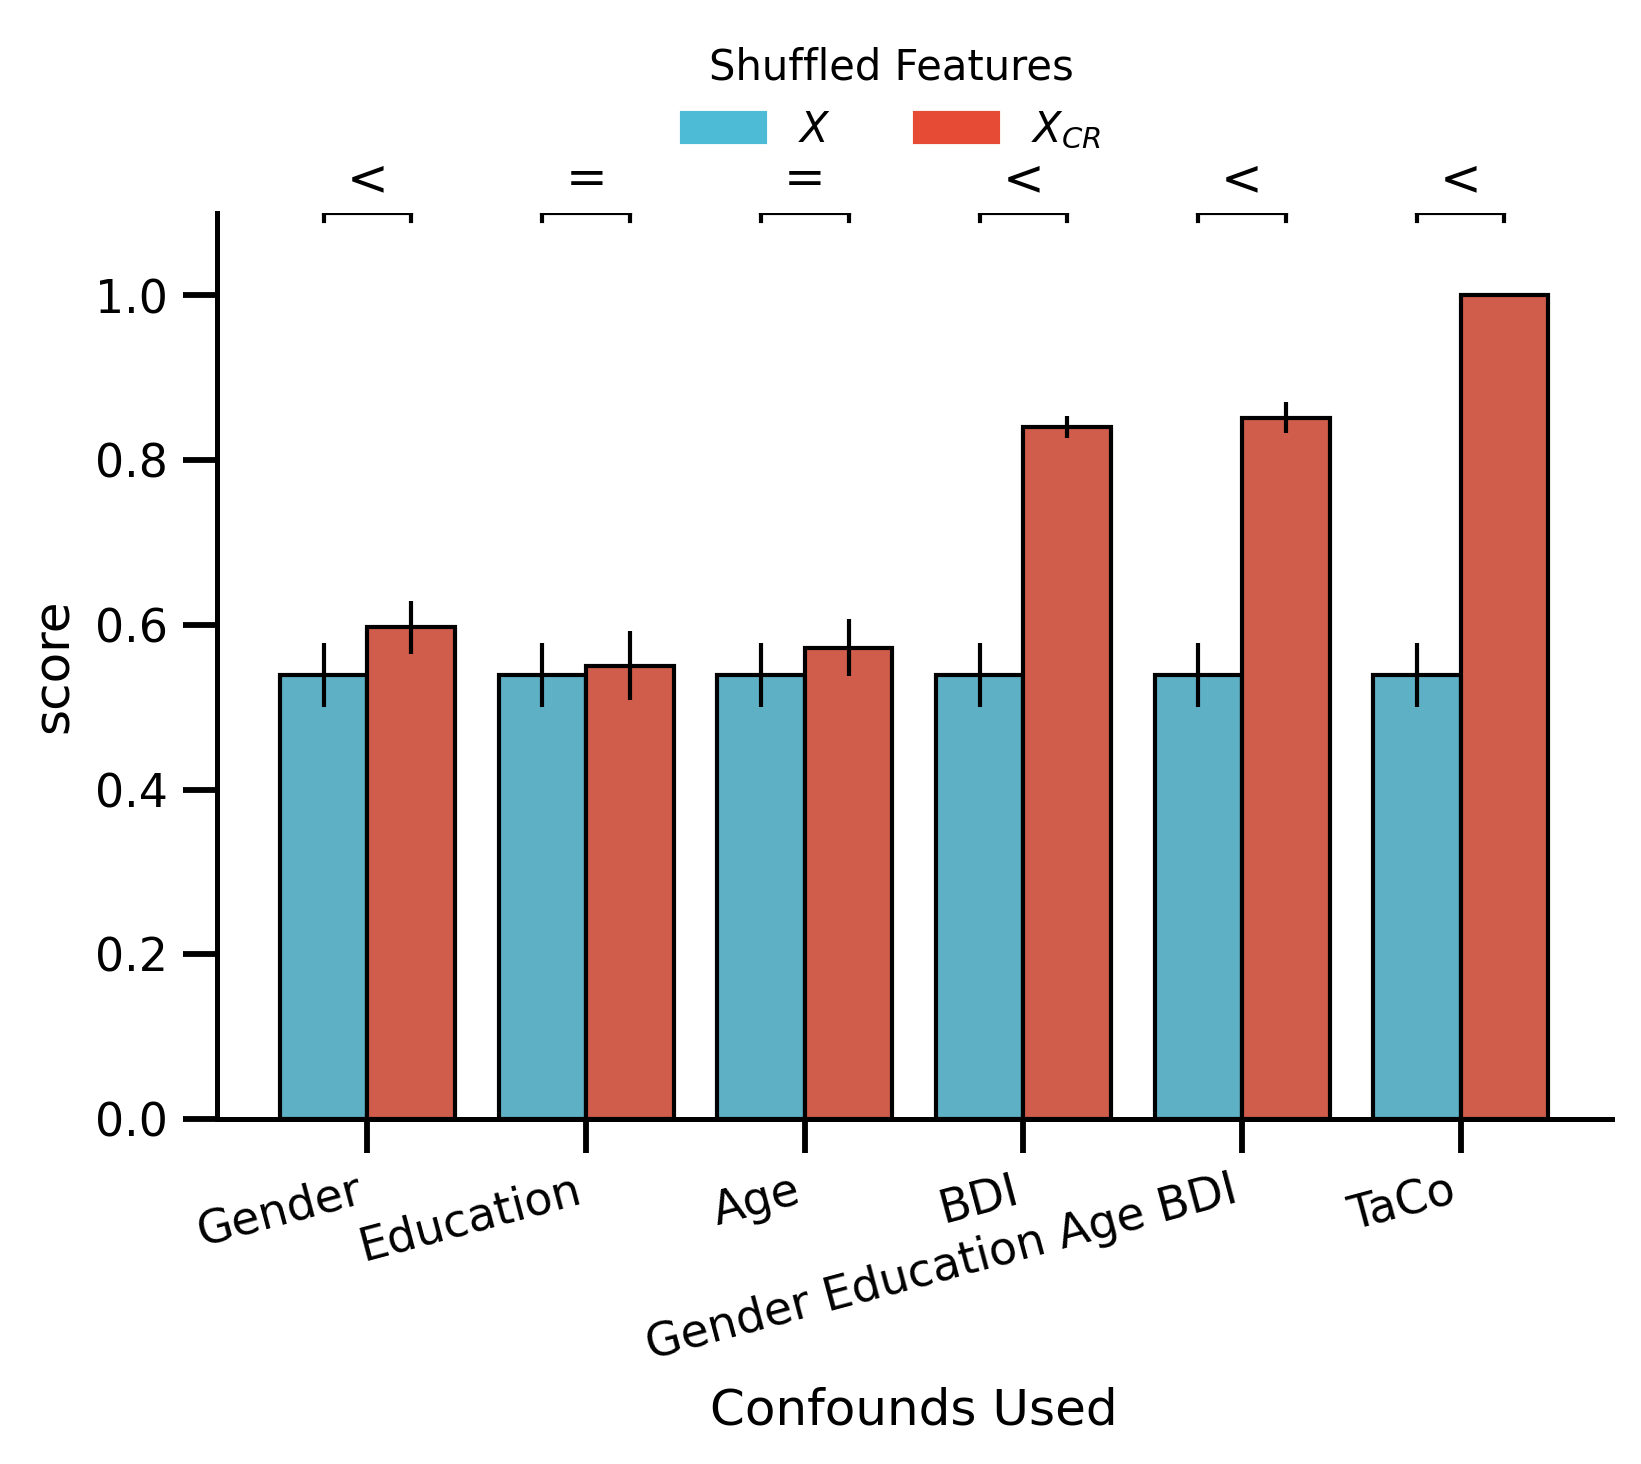 Shuffled Features
X X_CR
< = = < < <
1.0
0.8
0.6
0.4
0.2
0.0
score
Gender
Education
Age
BDI
Gender Education Age BDI
TaCo
Confounds Used